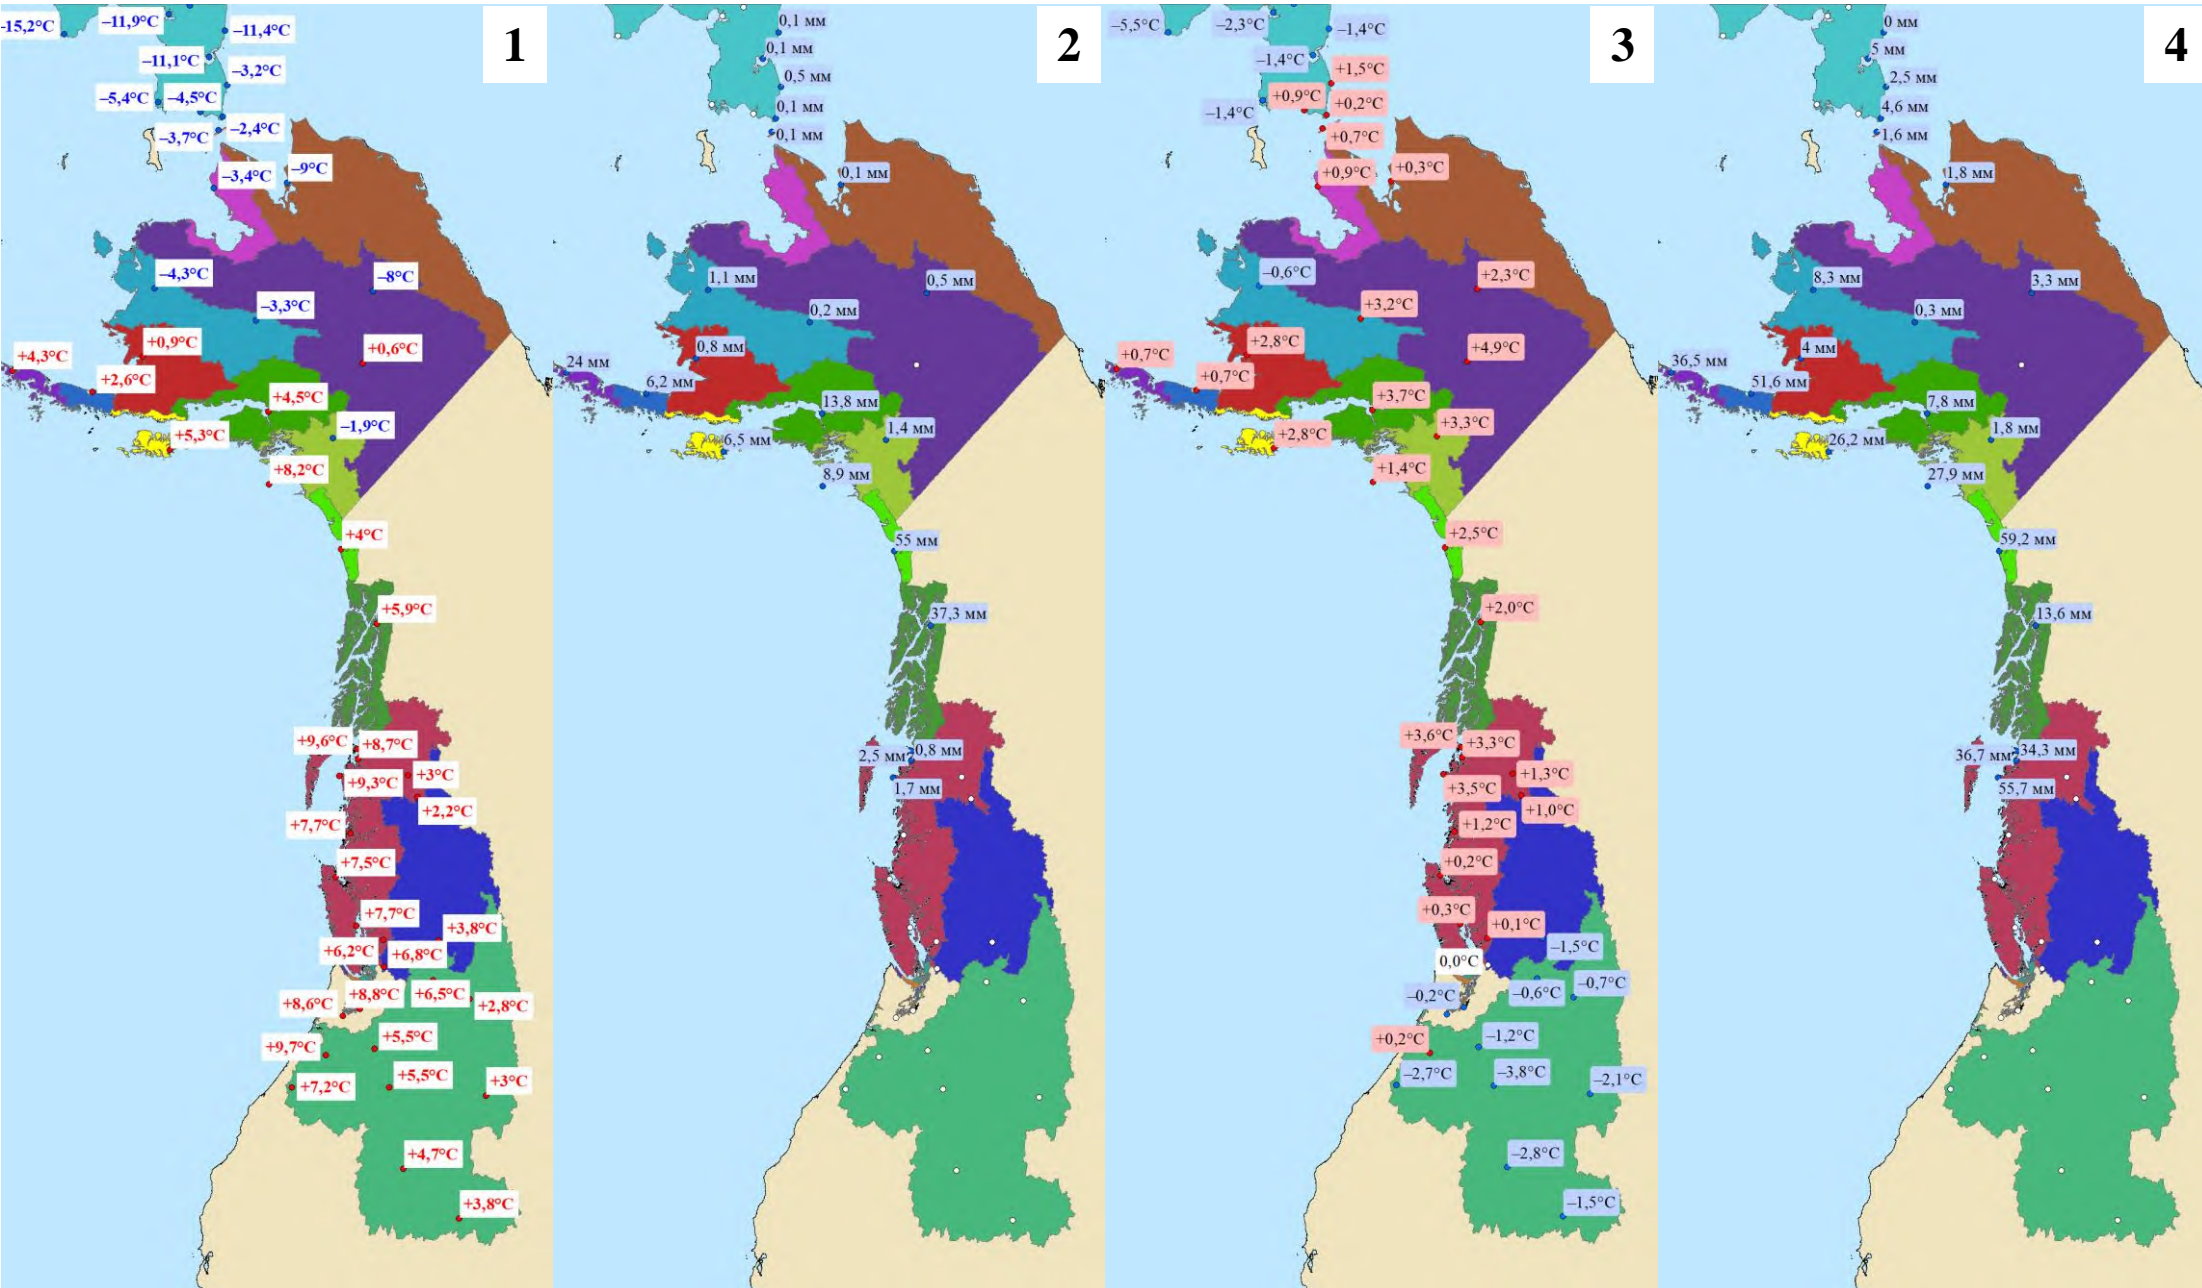 1
–15,2°C
–11,9°C
–11,4°C
–11,1°C
–3,2°C
–5,4°C
–4,5°C
–2,4°C
–3,7°C
–9°C
–3,4°C
–4,3°C
–8°C
–3,3°C
+0,9°C
+0,6°C
+4,3°C
+2,6°C
+4,5°C
–1,9°C
+5,3°C
+8,2°C
+4°C
+5,9°C
+9,6°C
+8,7°C
+3°C
+9,3°C
+2,2°C
+7,7°C
+7,5°C
+7,7°C
+3,8°C
+6,2°C
+6,8°C
+8,8°C
+6,5°C
+8,6°C
+2,8°C
+5,5°C
+9,7°C
+5,5°C
+3°C
+7,2°C
+4,7°C
+3,8°C
2
0,1 мм
0,1 мм
0,5 мм
0,1 мм
0,1 мм
0,1 мм
1,1 мм
0,5 мм
0,2 мм
0,8 мм
24 мм
6,2 мм
13,8 мм
1,4 мм
6,5 мм
8,9 мм
55 мм
37,3 мм
2,5 мм
0,8 мм
1,7 мм
3
–5,5°C
–2,3°C
–1,4°C
–1,4°C
+1,5°C
+0,9°C
+0,2°C
–1,4°C
+0,7°C
+0,9°C
+0,3°C
–0,6°C
+2,3°C
+3,2°C
+2,8°C
+4,9°C
+0,7°C
+0,7°C
+3,7°C
+3,3°C
+2,8°C
+1,4°C
+2,5°C
+2,0°C
+3,6°C
+3,3°C
+1,3°C
+3,5°C
+1,0°C
+1,2°C
+0,2°C
+0,3°C
+0,1°C
–1,5°C
0,0°C
–0,7°C
–0,2°C
–0,6°C
+0,2°C
–1,2°C
–2,7°C
–3,8°C
–2,1°C
–2,8°C
–1,5°C
4
0 мм
5 мм
2,5 мм
4,6 мм
1,6 мм
1,8 мм
8,3 мм
3,3 мм
0,3 мм
4 мм
36,5 мм
51,6 мм
7,8 мм
1,8 мм
26,2 мм
27,9 мм
59,2 мм
13,6 мм
36,7 мм
34,3 мм
55,7 мм